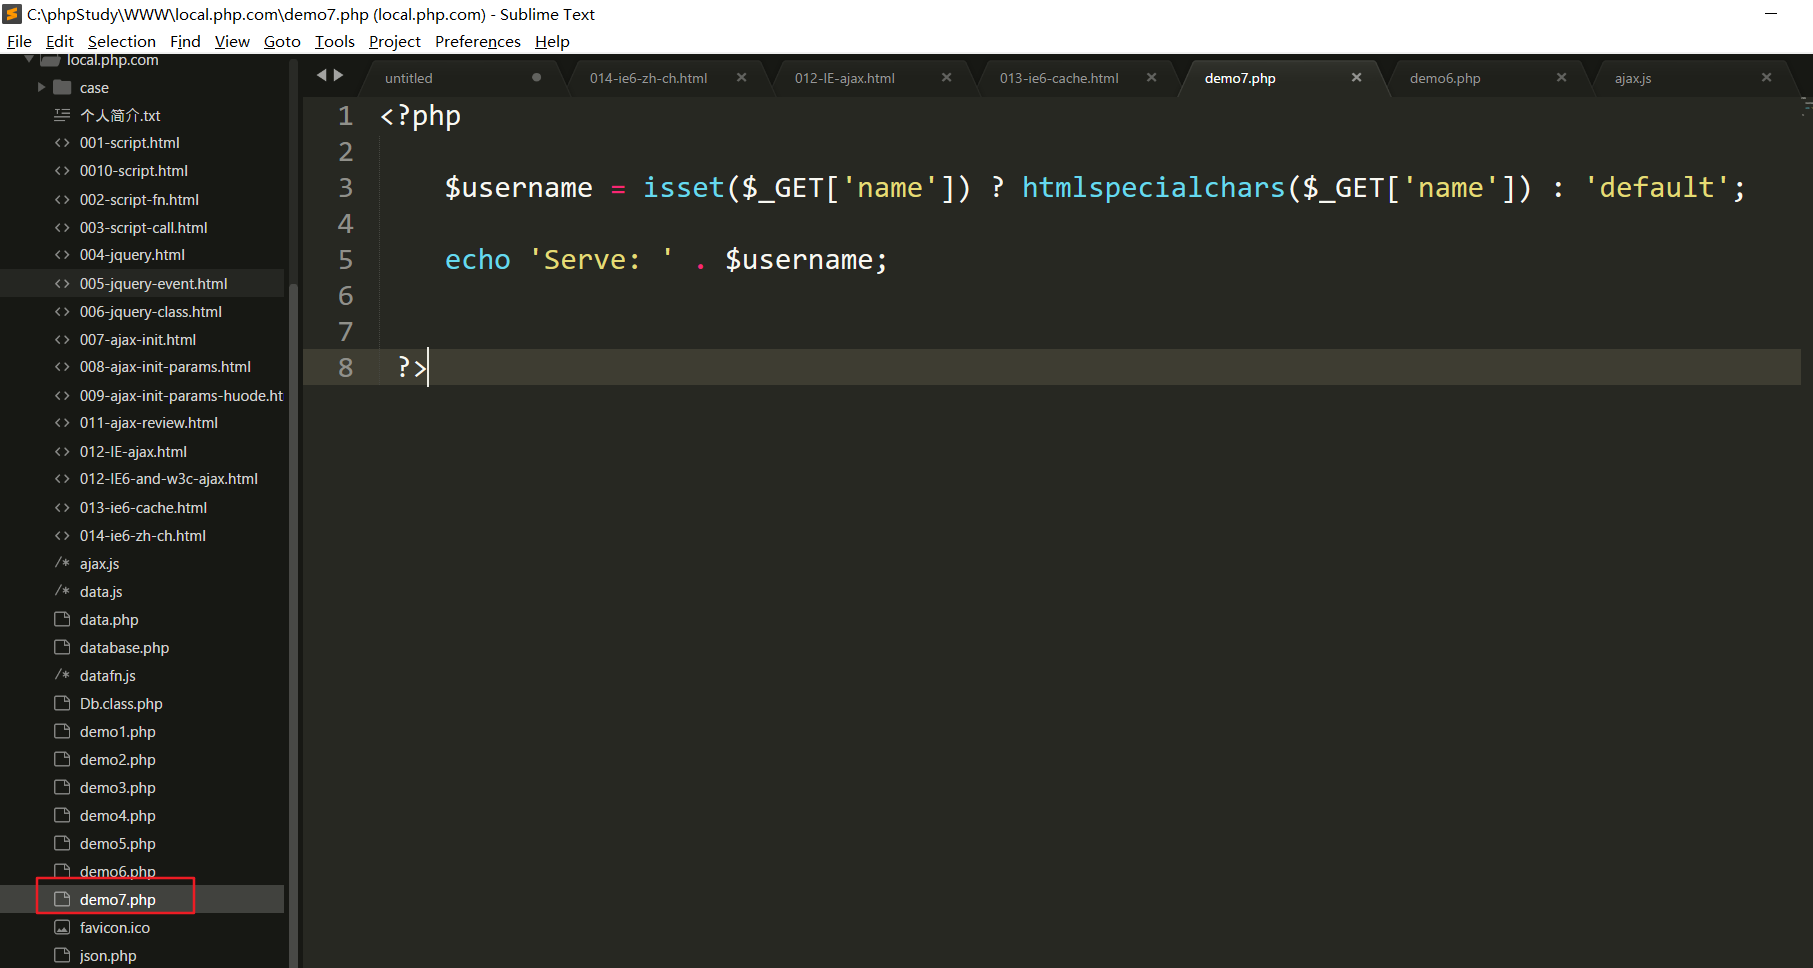 C:\phpStudy\WWW\local.php.com\demo7.php (local.php.com) - Sublime Text
File Edit Selection Find View Goto Tools Project Preferences Help
local.php.com
case
个人简介.txt
001-script.html
0010-script.html
002-script-fn.html
003-script-call.html
004-jquery.html
005-jquery-event.html
006-jquery-class.html
007-ajax-init.html
008-ajax-init-params.html
009-ajax-init-params-huode.ht
011-ajax-review.html
012-IE-ajax.html
012-IE6-and-w3c-ajax.html
013-ie6-cache.html
014-ie6-zh-ch.html
/* ajax.js
/* data.js
data.php
database.php
/* datafn.js
Db.class.php
demo1.php
demo2.php
demo3.php
demo4.php
demo5.php
demo6.php
demo7.php
favicon.ico
json.php
untitled 014-ie6-zh-ch.html 012-IE-ajax.html 013-ie6-cache.html demo7.php demo6.php ajax.js
1 <?php
2
3 $username = isset($_GET['name']) ? htmlspecialchars($_GET['name']) : 'default';
4
5 echo 'Serve: ' . $username;
6
7
8 ?>